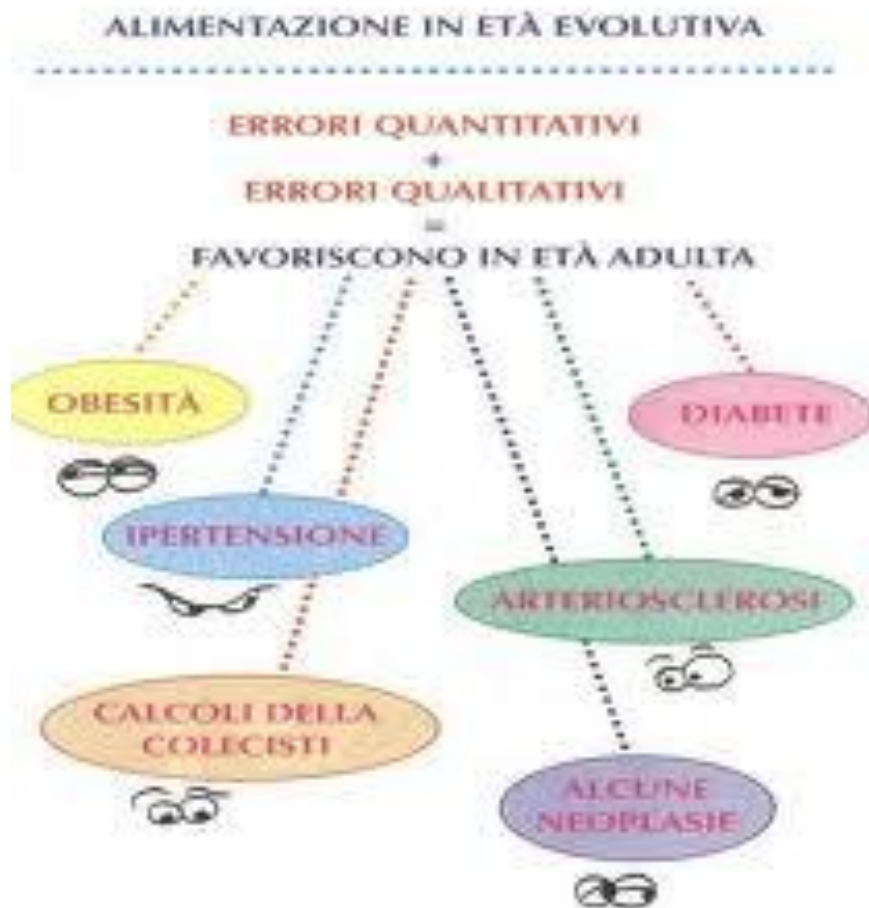 ALIMENTAZIONE IN ETÀ EVOLUTIVA
ERRORI QUANTITATIVI
+
ERRORI QUALITATIVI
=
FAVORISCONO IN ETÀ ADULTA
OBESITÀ
DIABETE
IPERTENSIONE
ARTERIOSCLEROSI
CALCOLI DELLA
COLECISTI
ALCUNE
NEOPLASIE